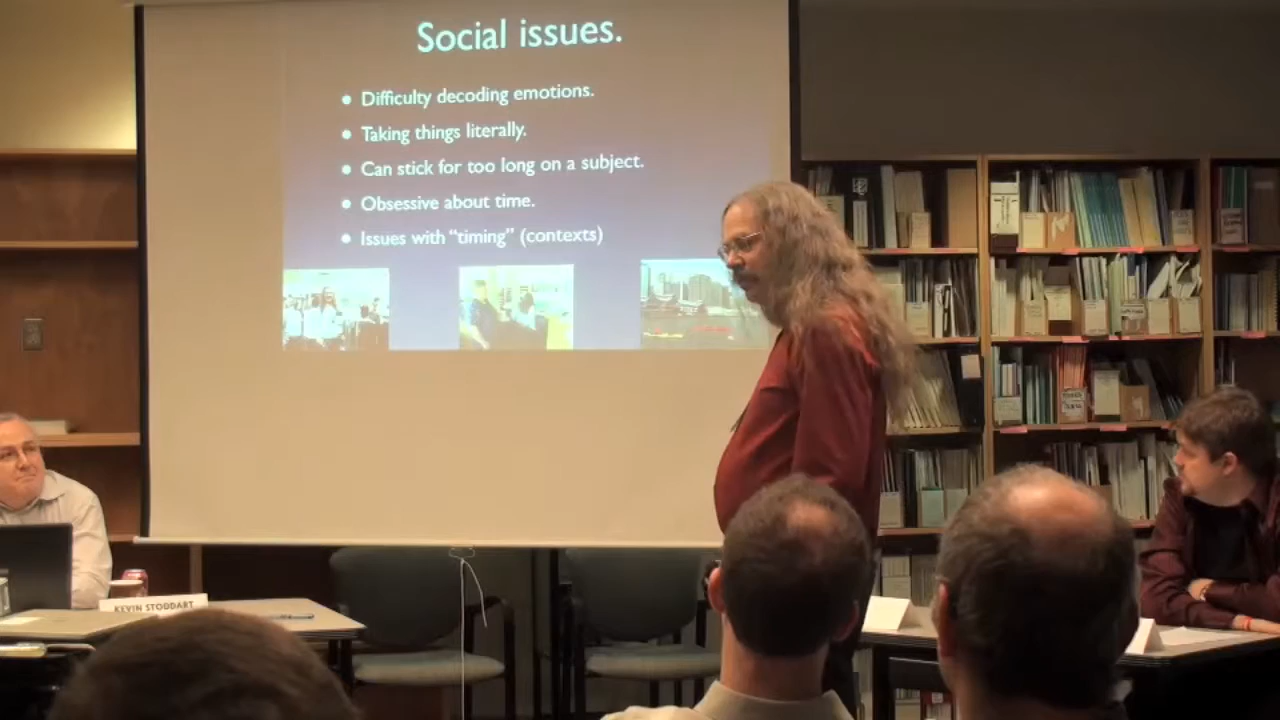 Social issues.
• Difficulty decoding emotions.
• Taking things literally.
• Can stick for too long on a subject.
• Obsessive about time.
• Issues with "timing" (contexts)
KEVIN STODDART